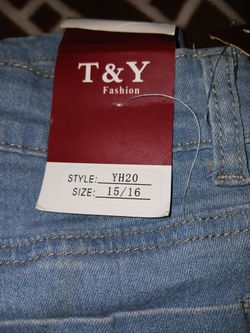 T&Y
Fashion
STYLE: YH20
SIZE: 15/16